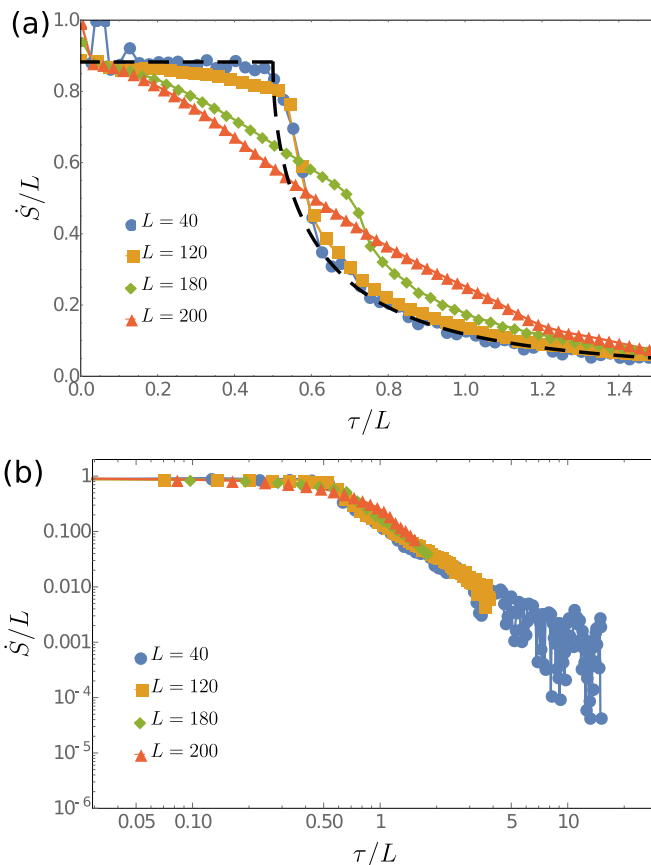 (a)
1.0
0.8
0.6
0.4
0.2
0.0
Ṡ/L
L = 40
L = 120
L = 180
L = 200
0.0 0.2 0.4 0.6 0.8 1.0 1.2 1.4
τ/L
(b)
1
0.100
0.010
0.001
10⁻⁴
10⁻⁵
10⁻⁶
Ṡ/L
L = 40
L = 120
L = 180
L = 200
0.05 0.10 0.50 1 5 10
τ/L